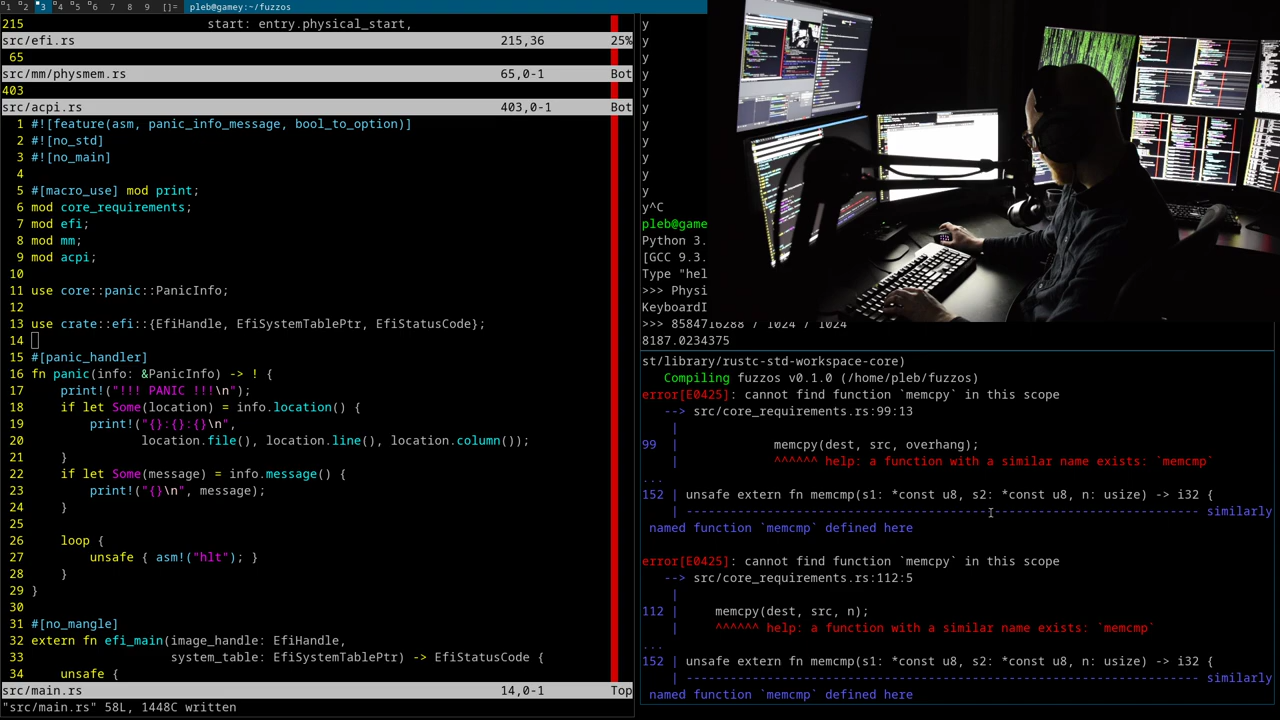 1 2 3 4 5 6 7 8 9 []= pleb@gamey:~/fuzzos
215 start: entry.physical_start,
src/efi.rs 215,36 25%
65
src/mm/physmem.rs 65,0-1 Bot
403
src/acpi.rs 403,0-1 Bot
1 #![feature(asm, panic_info_message, bool_to_option)]
2 #![no_std]
3 #![no_main]
4
5 #[macro_use] mod print;
6 mod core_requirements;
7 mod efi;
8 mod mm;
9 mod acpi;
10
11 use core::panic::PanicInfo;
12
13 use crate::efi::{EfiHandle, EfiSystemTablePtr, EfiStatusCode};
14
15 #[panic_handler]
16 fn panic(info: &PanicInfo) -> ! {
17     print!("!!! PANIC !!!\n");
18     if let Some(location) = info.location() {
19         print!("{}:{}:{}\n",
20                location.file(), location.line(), location.column());
21     }
22     if let Some(message) = info.message() {
23         print!("{}\n", message);
24     }
25
26     loop {
27         unsafe { asm!("hlt"); }
28     }
29 }
30
31 #[no_mangle]
32 extern fn efi_main(image_handle: EfiHandle,
33                    system_table: EfiSystemTablePtr) -> EfiStatusCode {
34     unsafe {
src/main.rs 14,0-1 Top
"src/main.rs" 58L, 1448C written
y
y
y
y
y
y
y
y
y
y
y
y^C
pleb@game
Python 3.
[GCC 9.3.
Type "hel
>>> Physi
KeyboardI
>>> 8584716288 / 1024 / 1024
8187.0234375
st/library/rustc-std-workspace-core)
   Compiling fuzzos v0.1.0 (/home/pleb/fuzzos)
error[E0425]: cannot find function `memcpy` in this scope
  --> src/core_requirements.rs:99:13
   |
99 |             memcpy(dest, src, overhang);
   |             ^^^^^^ help: a function with a similar name exists: `memcmp`
...
152 | unsafe extern fn memcmp(s1: *const u8, s2: *const u8, n: usize) -> i32 {
    | -------------------------------------------------------------- similarly
 named function `memcmp` defined here
error[E0425]: cannot find function `memcpy` in this scope
  --> src/core_requirements.rs:112:5
   |
112 |     memcpy(dest, src, n);
    |     ^^^^^^ help: a function with a similar name exists: `memcmp`
...
152 | unsafe extern fn memcmp(s1: *const u8, s2: *const u8, n: usize) -> i32 {
    | -------------------------------------------------------------- similarly
 named function `memcmp` defined here